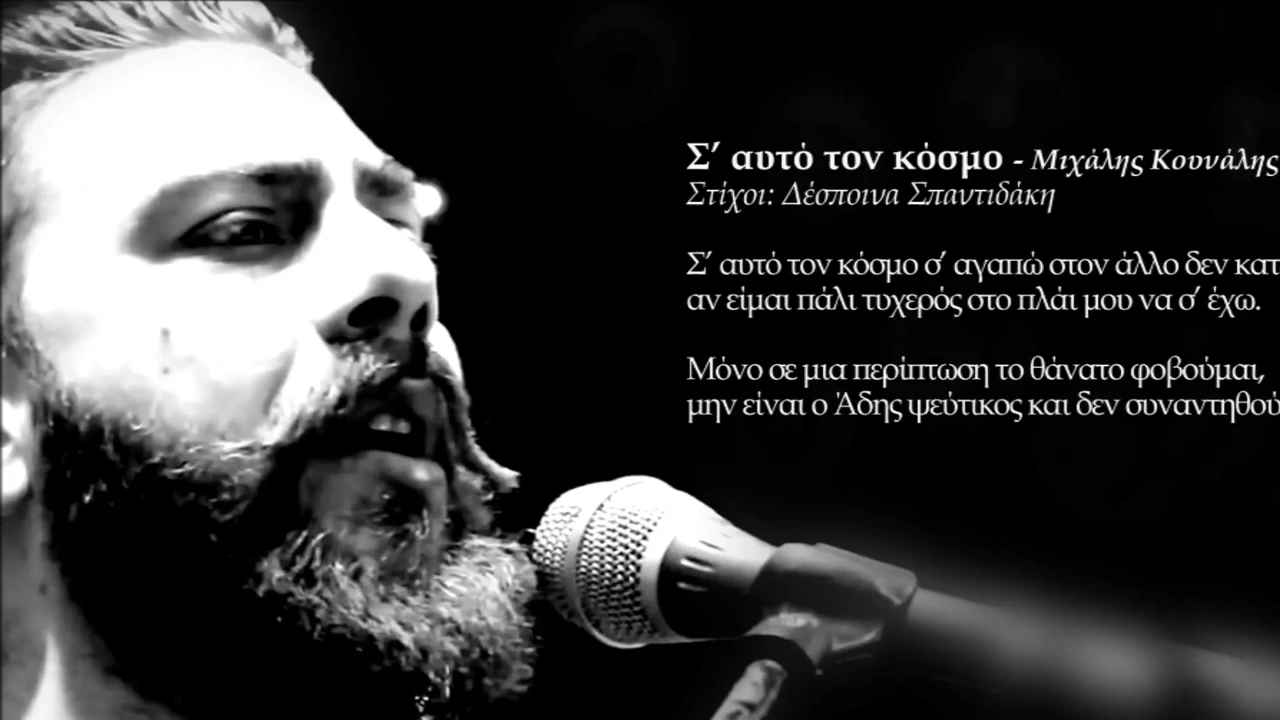 Σ’ αυτό τον κόσμο - Μιχάλης Κουνάλης
Στίχοι: Δέσποινα Σπαντιδάκη
Σ’ αυτό τον κόσμο σ’ αγαπώ στον άλλο δεν
αν είμαι πάλι τυχερός στο πλάι μου να σ’ έχω.
Μόνο σε μια περίπτωση το θάνατο φοβούμαι,
μην είναι ο Άδης ψεύτικος και δεν